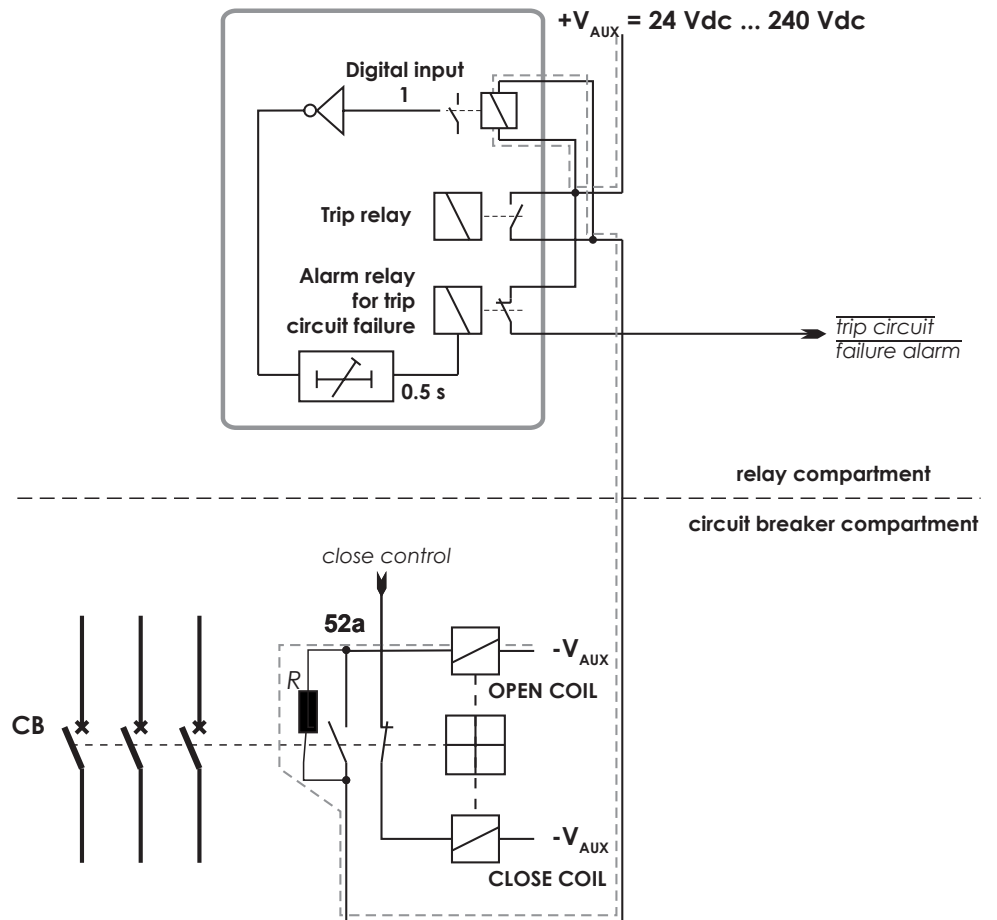 +VAUX = 24 Vdc ... 240 Vdc
Digital input
1
Trip relay
Alarm relay
for trip
circuit failure
0.5 s
trip circuit
failure alarm
relay compartment
circuit breaker compartment
close control
52a
R
-VAUX
OPEN COIL
CB
-VAUX
CLOSE COIL